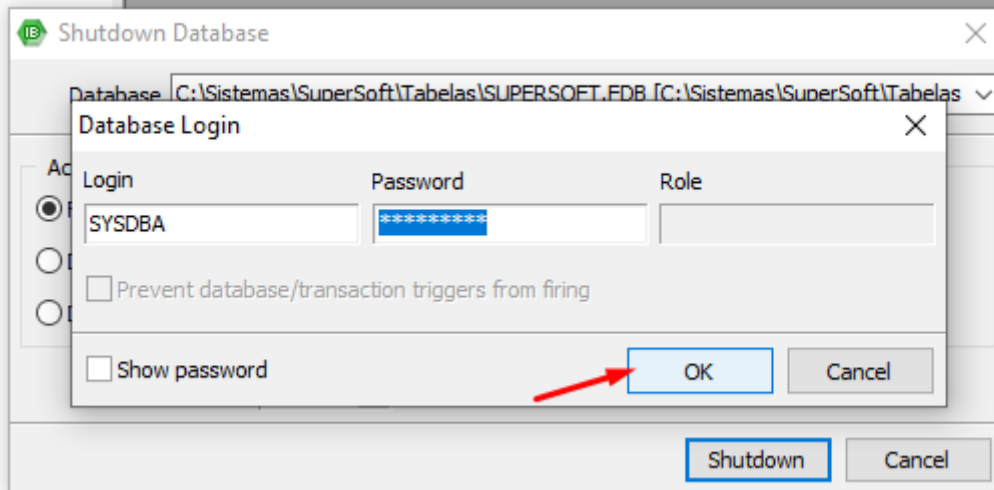 IB Shutdown Database
Database C:\Sistemas\SuperSoft\Tabelas\SUPERSOFT.FDB [C:\Sistemas\SuperSoft\Tabelas
Database Login
Login Password Role
SYSDBA *********
Prevent database/transaction triggers from firing
Show password OK Cancel
Shutdown Cancel